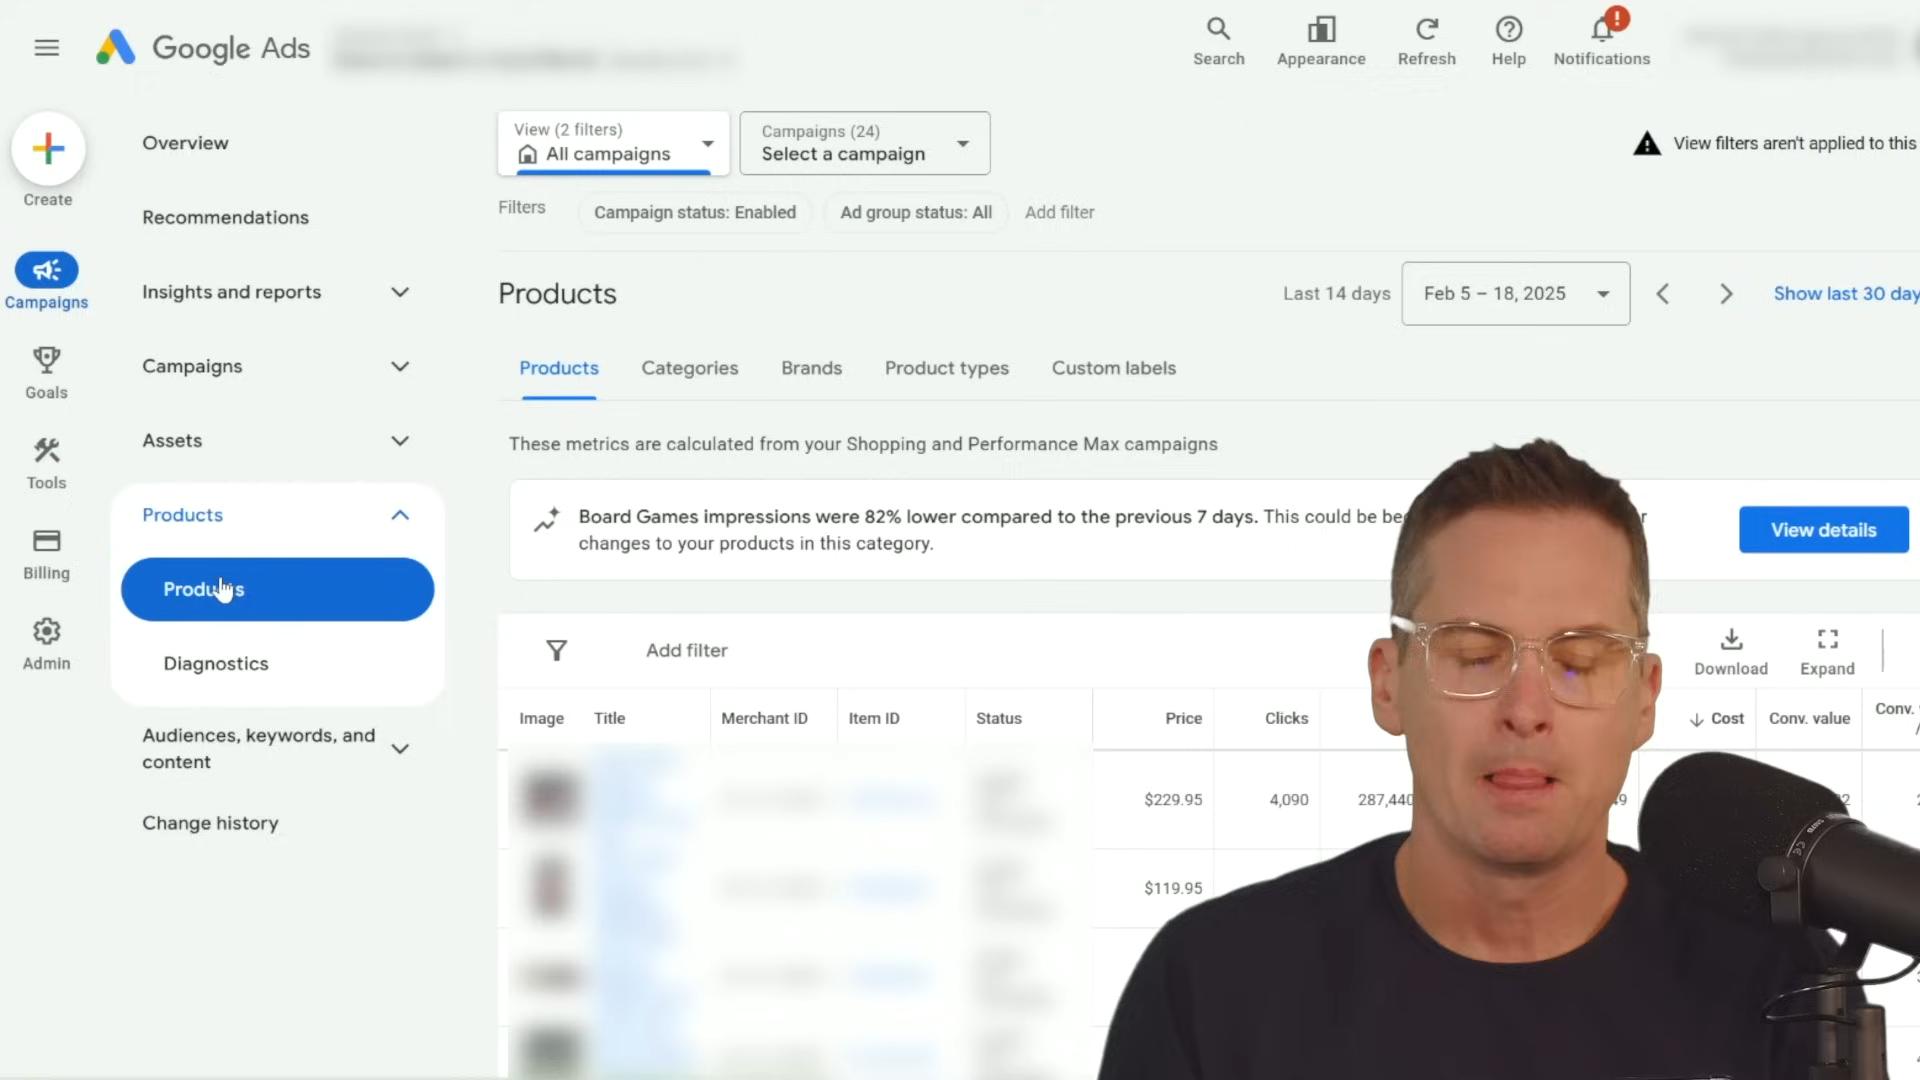 Google Ads
Search
Appearance
Refresh
Help
Notifications
Create
Campaigns
Goals
Tools
Billing
Admin
Overview
Recommendations
Insights and reports
Campaigns
Assets
Products
Products
Diagnostics
Audiences, keywords, and
content
Change history
View (2 filters)
All campaigns
Campaigns (24)
Select a campaign
View filters aren't applied to this
Filters
Campaign status: Enabled
Ad group status: All
Add filter
Products
Last 14 days
Feb 5 – 18, 2025
Show last 30 day
Products
Categories
Brands
Product types
Custom labels
These metrics are calculated from your Shopping and Performance Max campaigns
Board Games impressions were 82% lower compared to the previous 7 days. This could be be
changes to your products in this category.
View details
Add filter
Download
Expand
Image
Title
Merchant ID
Item ID
Status
Price
Clicks
Cost
Conv. value
Conv.
$229.95
4,090
287,440
$119.95